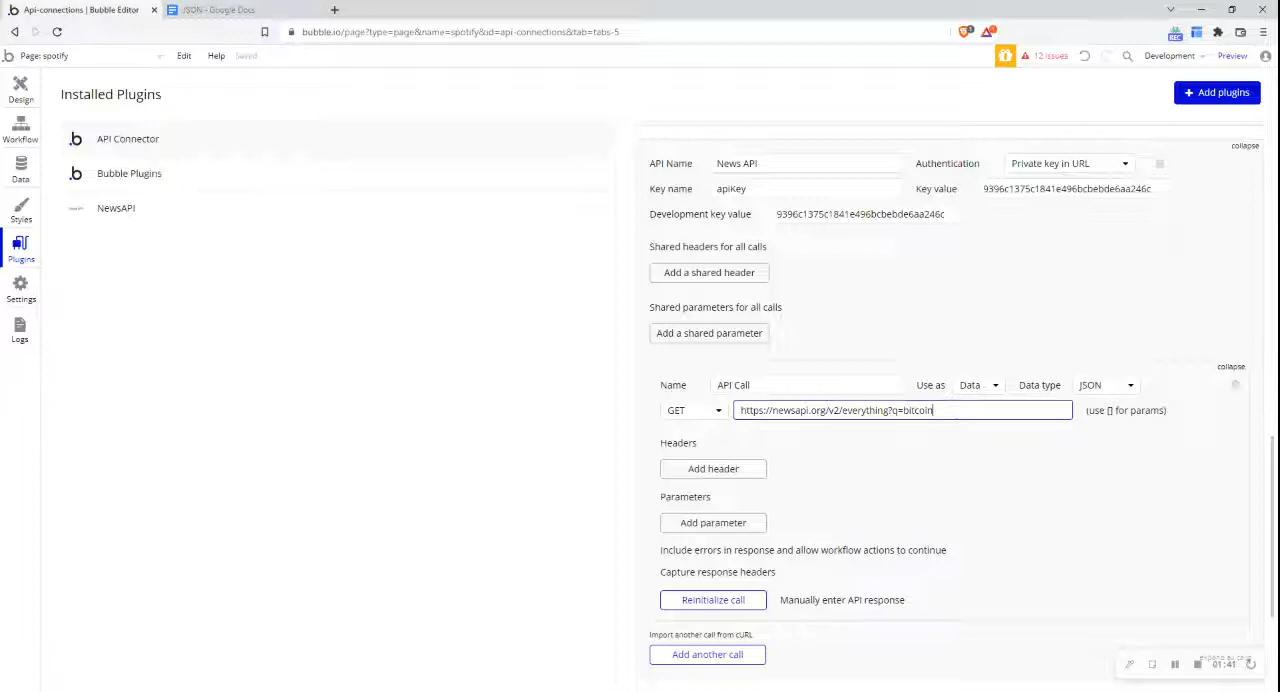 Api-connections | Bubble Editor
JSON - Google Docs
bubble.io/page?type=page&name=spotify&id=api-connections&tab=tabs-5
REC
Page: spotify
Edit
Help
Saved
12 issues
Development
Preview
Design
Workflow
Data
Styles
Plugins
Settings
Logs
Installed Plugins
+ Add plugins
API Connector
Bubble Plugins
NewsAPI
collapse
API Name News API Authentication Private key in URL
Key name apiKey Key value 9396c1375c1841e496bcbebde6aa246c
Development key value 9396c1375c1841e496bcbebde6aa246c
Shared headers for all calls
Add a shared header
Shared parameters for all calls
Add a shared parameter
collapse
Name API Call Use as Data Data type JSON
GET https://newsapi.org/v2/everything?q=bitcoin (use [] for params)
Headers
Add header
Parameters
Add parameter
Include errors in response and allow workflow actions to continue
Capture response headers
Reinitialize call Manually enter API response
Import another call from cURL
Add another call
01:41